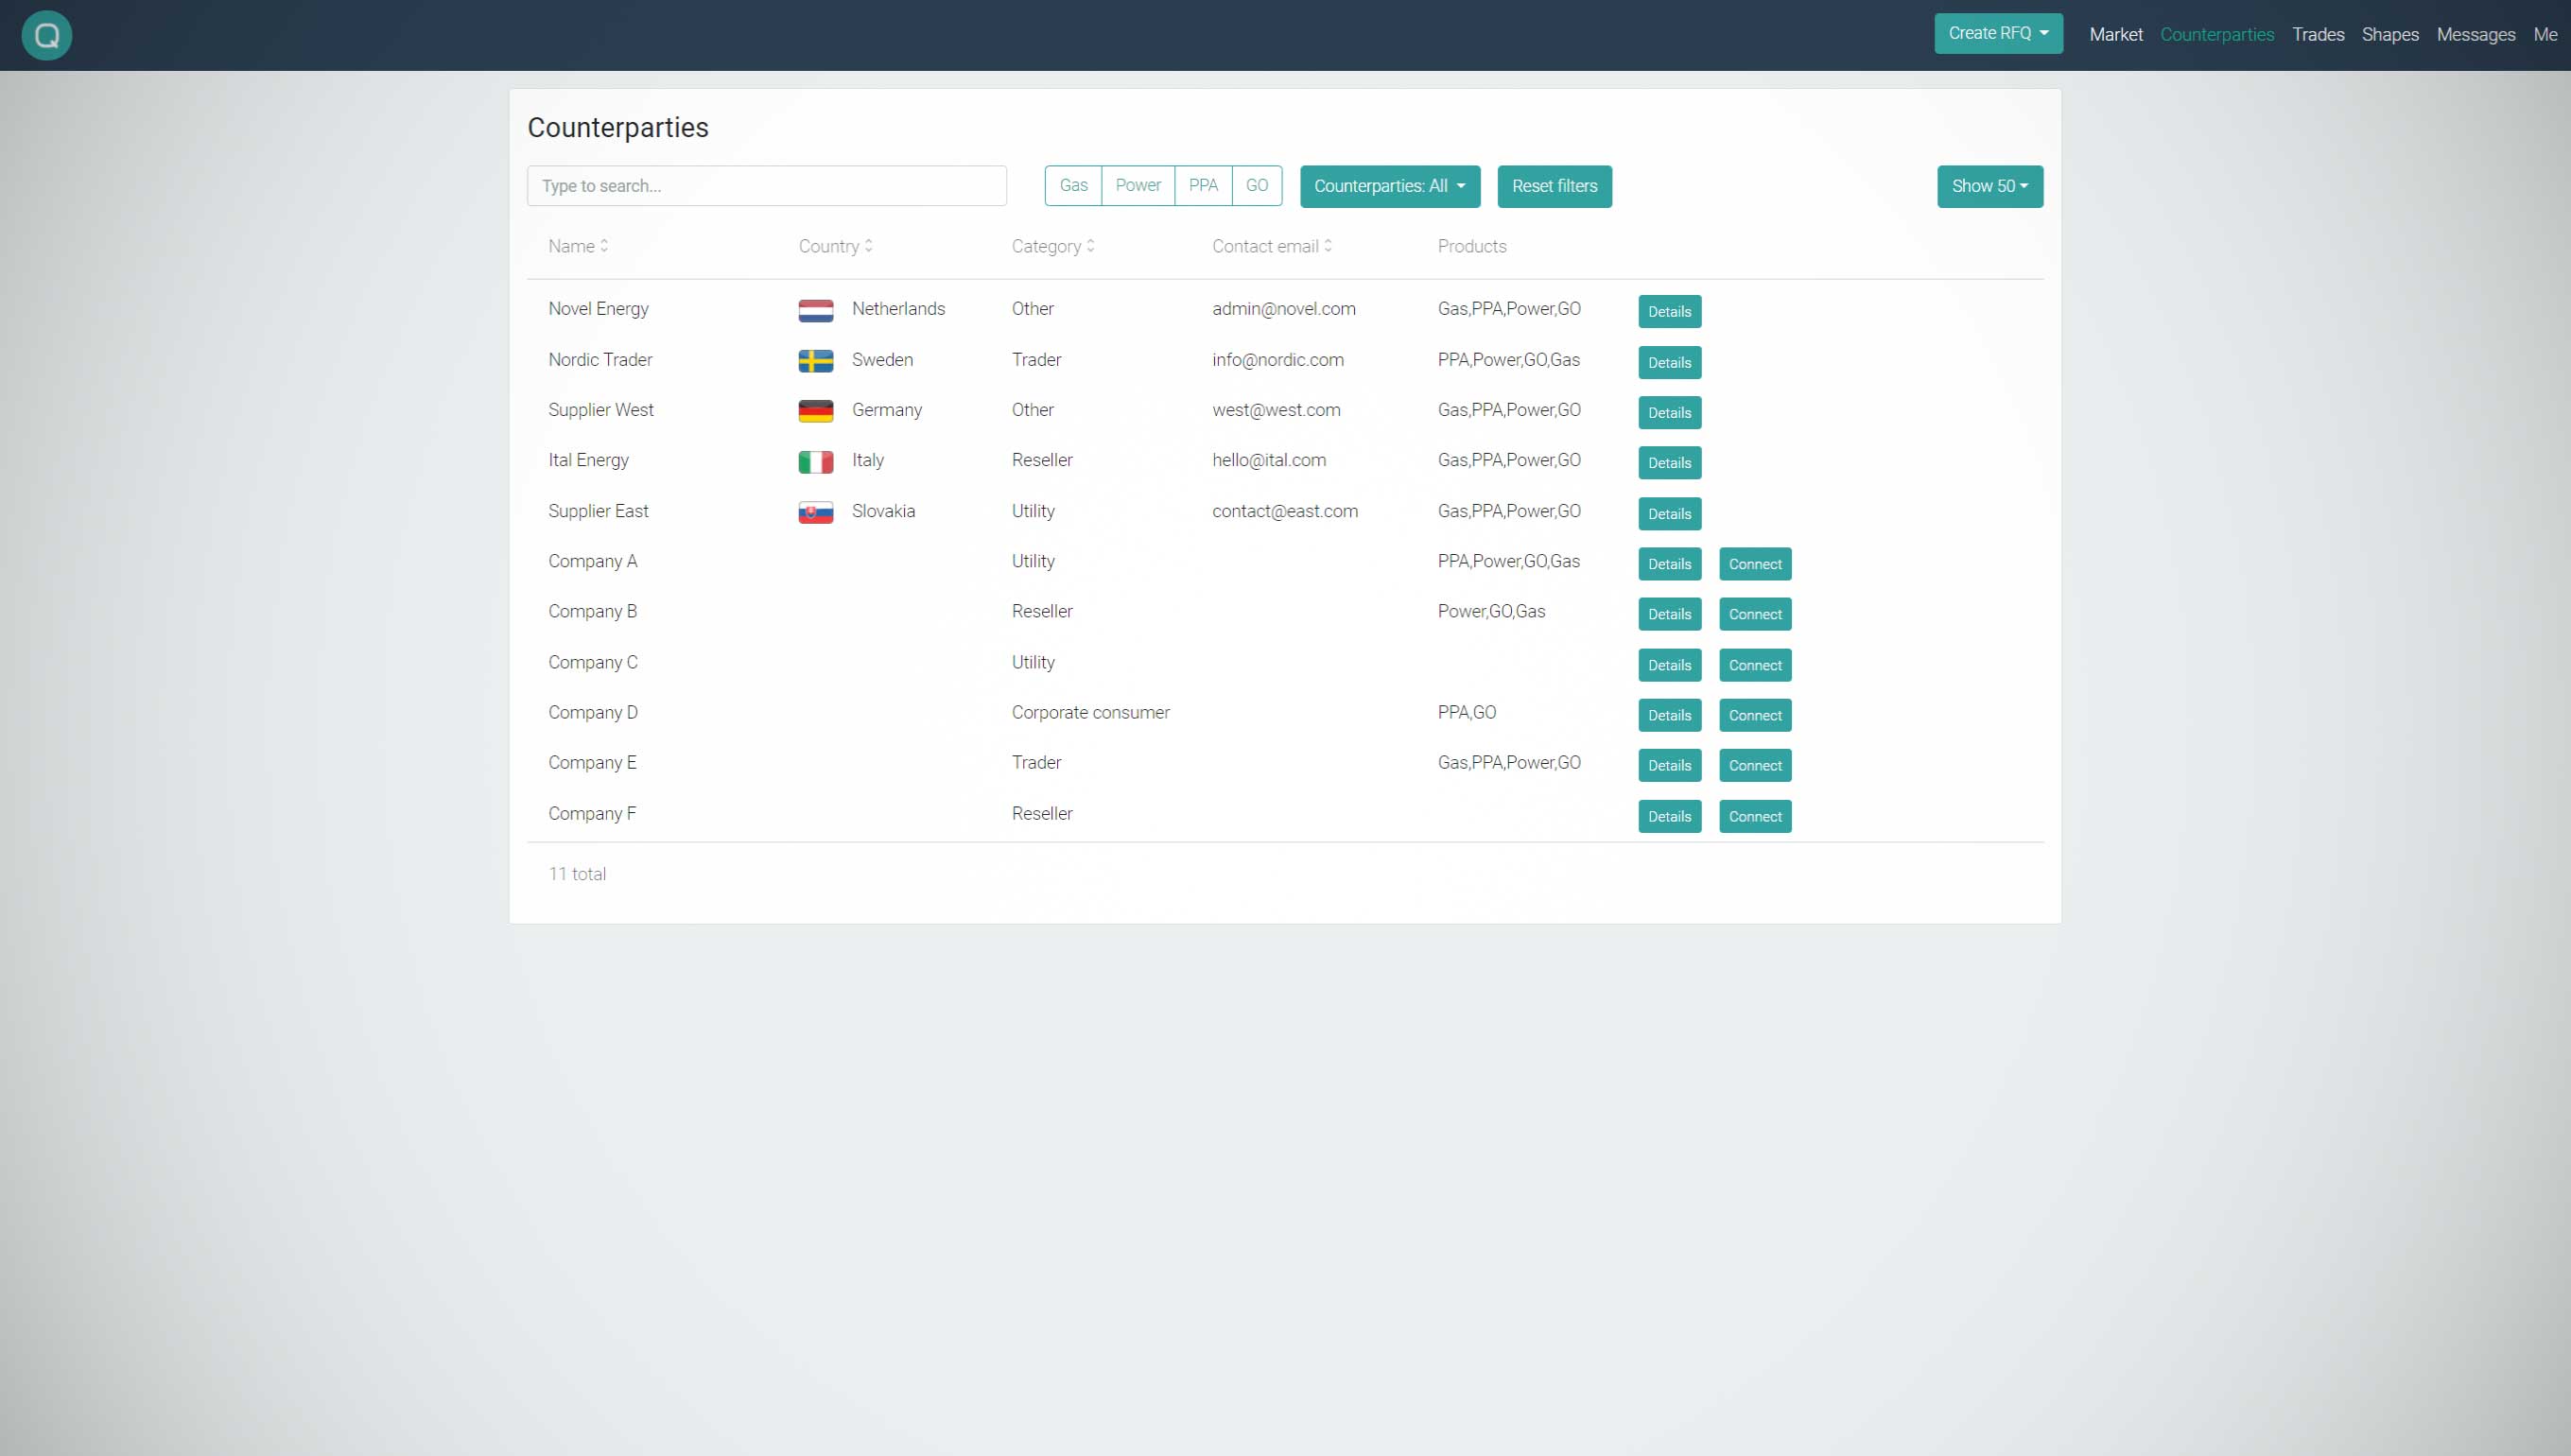 Q
Create RFQ Market Counterparties Trades Shapes Messages Me
Counterparties
Type to search... Gas Power PPA GO Counterparties: All Reset filters Show 50
Name Country Category Contact email Products
Novel Energy Netherlands Other admin@novel.com Gas,PPA,Power,GO Details
Nordic Trader Sweden Trader info@nordic.com PPA,Power,GO,Gas Details
Supplier West Germany Other west@west.com Gas,PPA,Power,GO Details
Ital Energy Italy Reseller hello@ital.com Gas,PPA,Power,GO Details
Supplier East Slovakia Utility contact@east.com Gas,PPA,Power,GO Details
Company A Utility PPA,Power,GO,Gas Details Connect
Company B Reseller Power,GO,Gas Details Connect
Company C Utility Details Connect
Company D Corporate consumer PPA,GO Details Connect
Company E Trader Gas,PPA,Power,GO Details Connect
Company F Reseller Details Connect
11 total